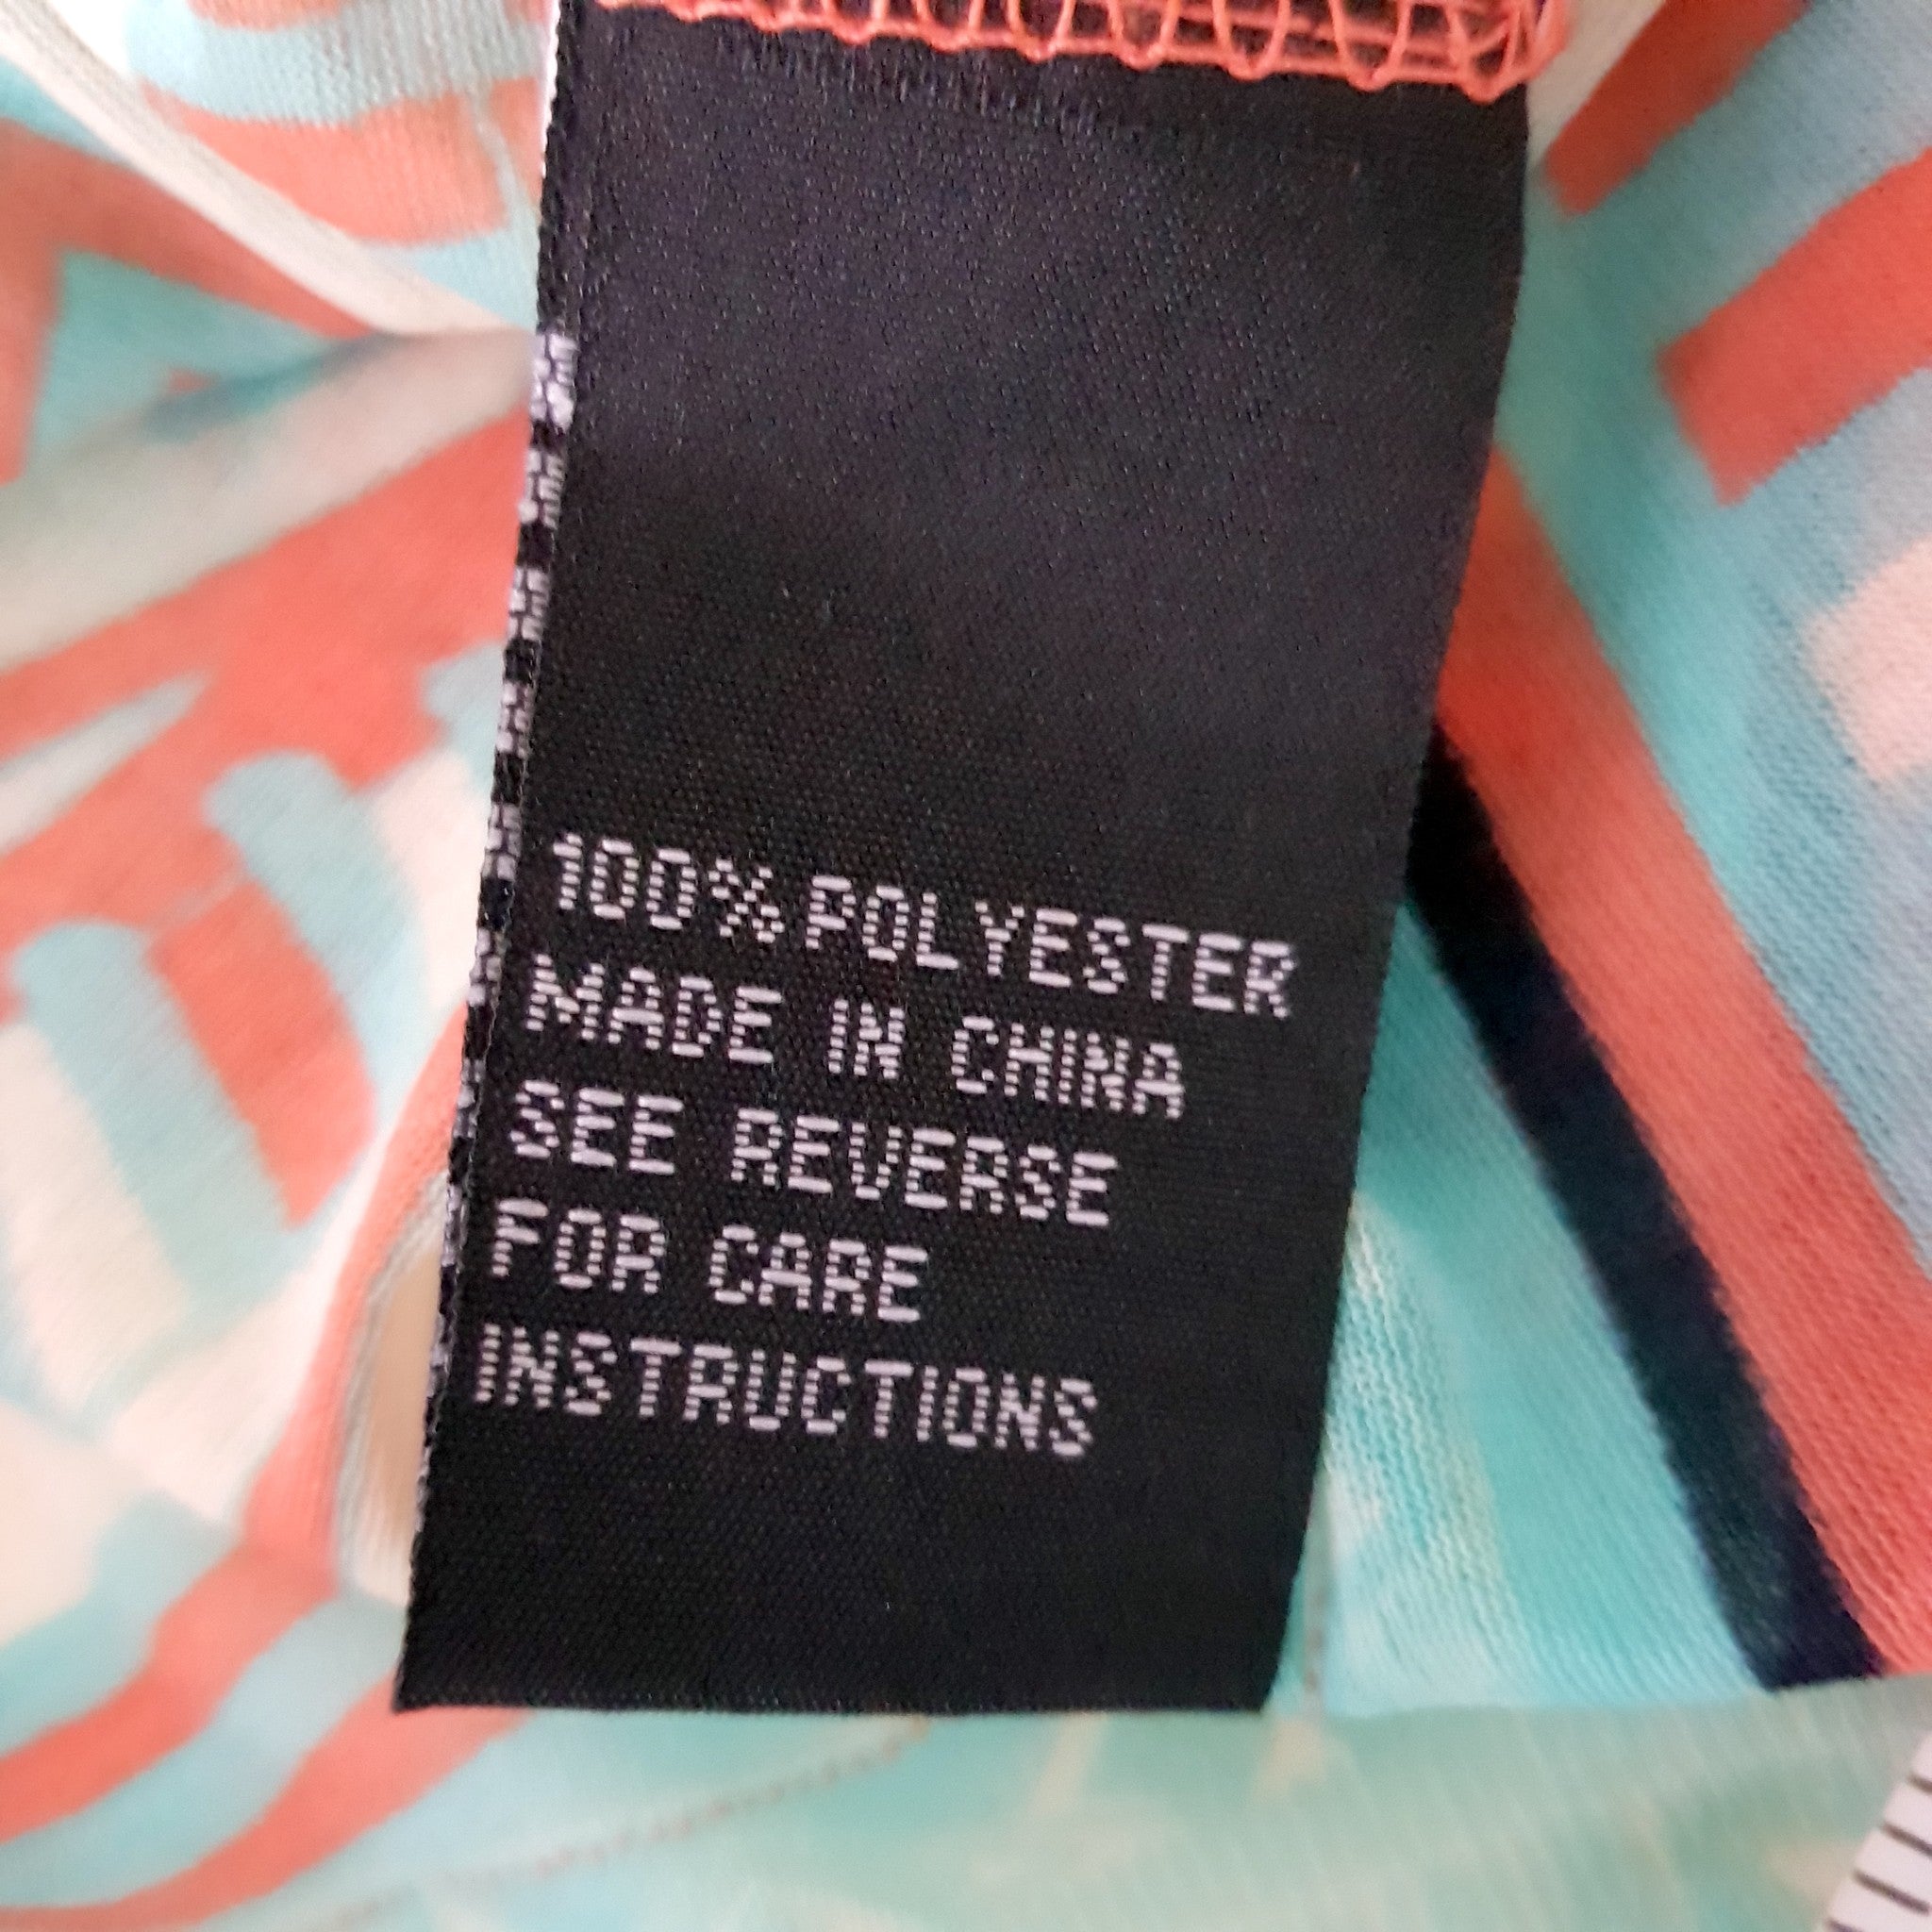 100% POLYESTER
MADE IN CHINA
SEE REVERSE
FOR CARE
INSTRUCTIONS